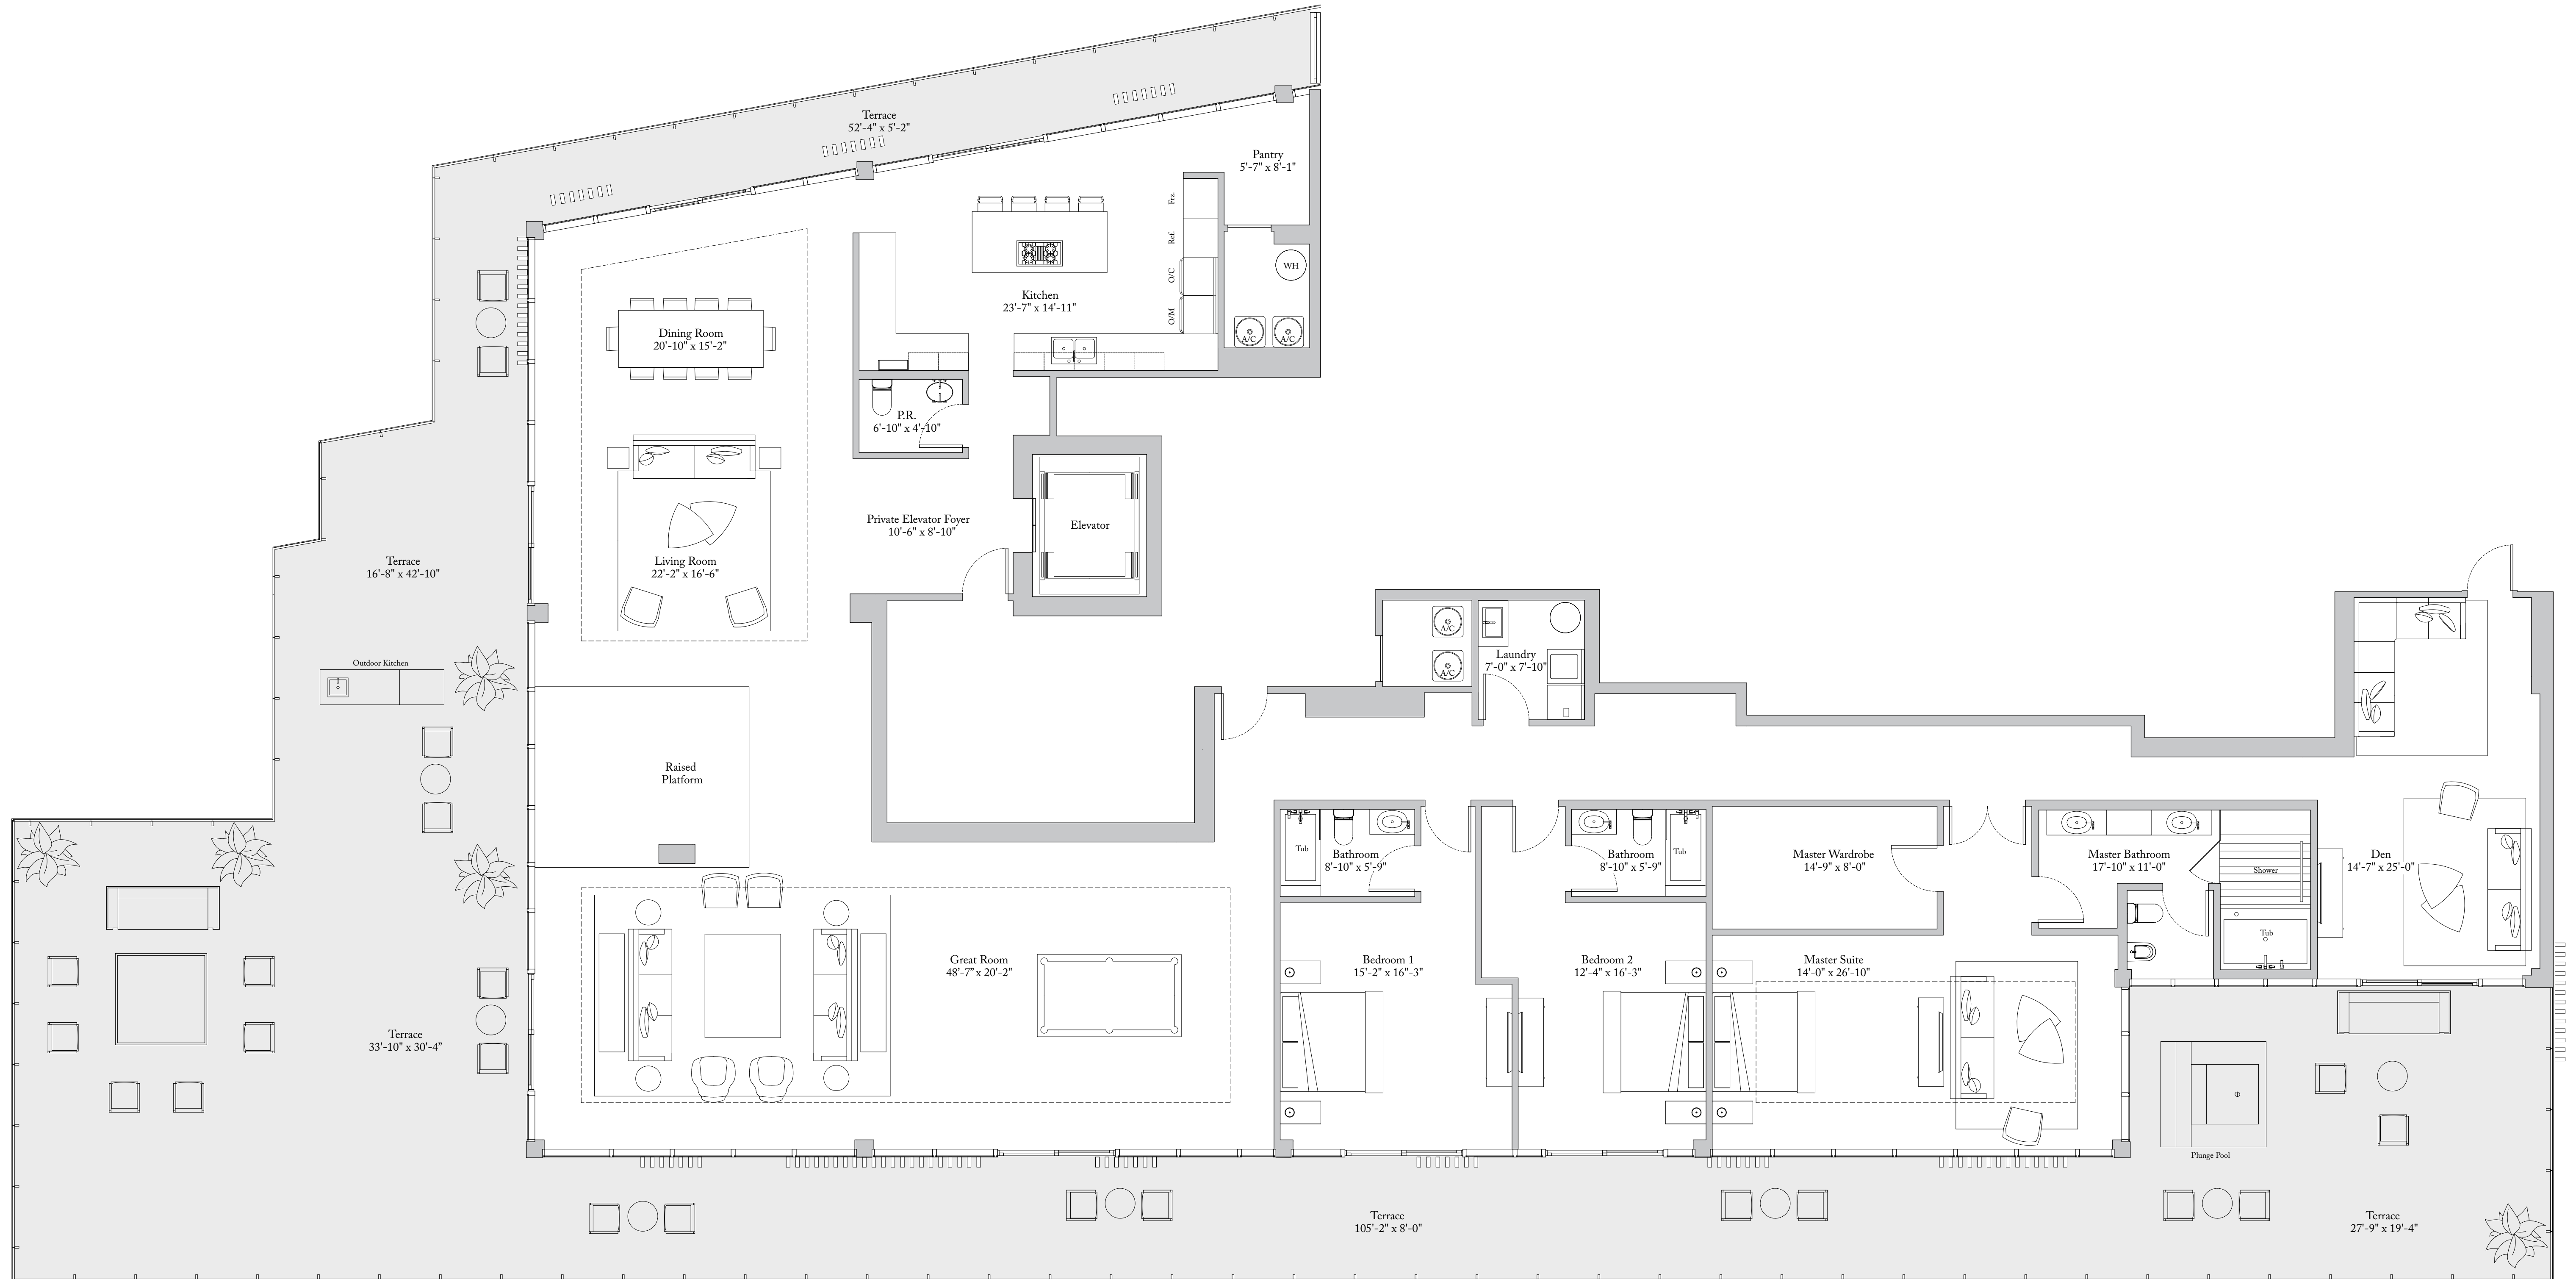 Terrace
52'-4" x 5'-2"
Pantry
5'-7" x 8'-1"
Frz.
Ref.
O/C
O/M
WH
A/C
A/C
Kitchen
23'-7" x 14'-11"
Dining Room
20'-10" x 15'-2"
P.R.
6'-10" x 4'-10"
Private Elevator Foyer
10'-6" x 8'-10"
Elevator
Living Room
22'-2" x 16'-6"
Terrace
16'-8" x 42'-10"
Outdoor Kitchen
A/C
A/C
Laundry
7'-0" x 7'-10"
Raised
Platform
Tub
Bathroom
8'-10" x 5'-9"
Bathroom
8'-10" x 5'-9"
Tub
Master Wardrobe
14'-9" x 8'-0"
Master Bathroom
17'-10" x 11'-0"
Shower
Tub
Den
14'-7" x 25'-0"
Great Room
48'-7" x 20'-2"
Bedroom 1
15'-2" x 16"-3"
Bedroom 2
12'-4" x 16'-3"
Master Suite
14'-0" x 26'-10"
Terrace
33'-10" x 30'-4"
Plunge Pool
Terrace
105'-2" x 8'-0"
Terrace
27'-9" x 19'-4"